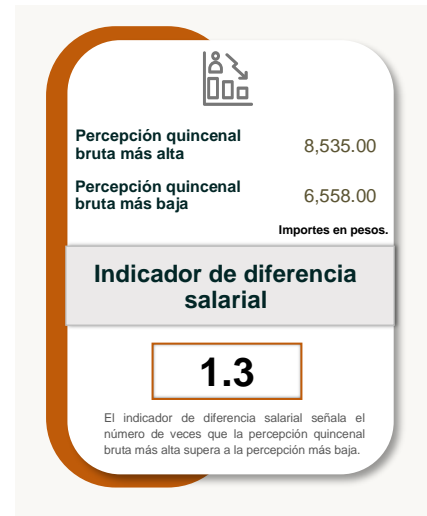 Percepción quincenal
bruta más alta
8,535.00
Percepción quincenal
bruta más baja
6,558.00
Importes en pesos.
Indicador de diferencia
salarial
1.3
El indicador de diferencia salarial señala el
número de veces que la percepción quincenal
bruta más alta supera a la percepción más baja.